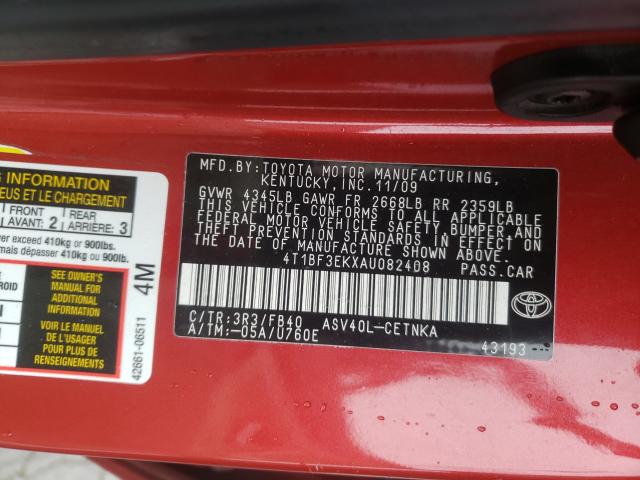 MFD.BY:TOYOTA MOTOR MANUFACTURING,
KENTUCKY, INC.11/09
GVWR 4345LB GAWR FR 2668LB RR 2359LB
THIS VEHICLE CONFORMS TO ALL APPLICABLE
FEDERAL MOTOR VEHICLE SAFETY,BUMPER,AND
THEFT PREVENTION STANDARDS IN EFFECT ON
THE DATE OF MANUFACTURE SHOWN ABOVE.
4T1BF3EKXAU082408 PASS.CAR
C/TR:3R3/FB40 ASV40L-CETNKA
A/TM:-05A/U760E
43193
TOYOTA
G INFORMATION
EUS ET LE CHARGEMENT
FRONT
AVANT: 2
REAR
ARRIÈRE: 3
ver exceed 410kg or 900lbs.
mais dépasser 410kg ou 900lb.
SEE OWNER'S
MANUAL FOR
ADDITIONAL
INFORMATION
VOIR LE MANUEL
DE L'USAGER
POUR PLUS DE
RENSEIGNEMENTS
4M
42661-06511